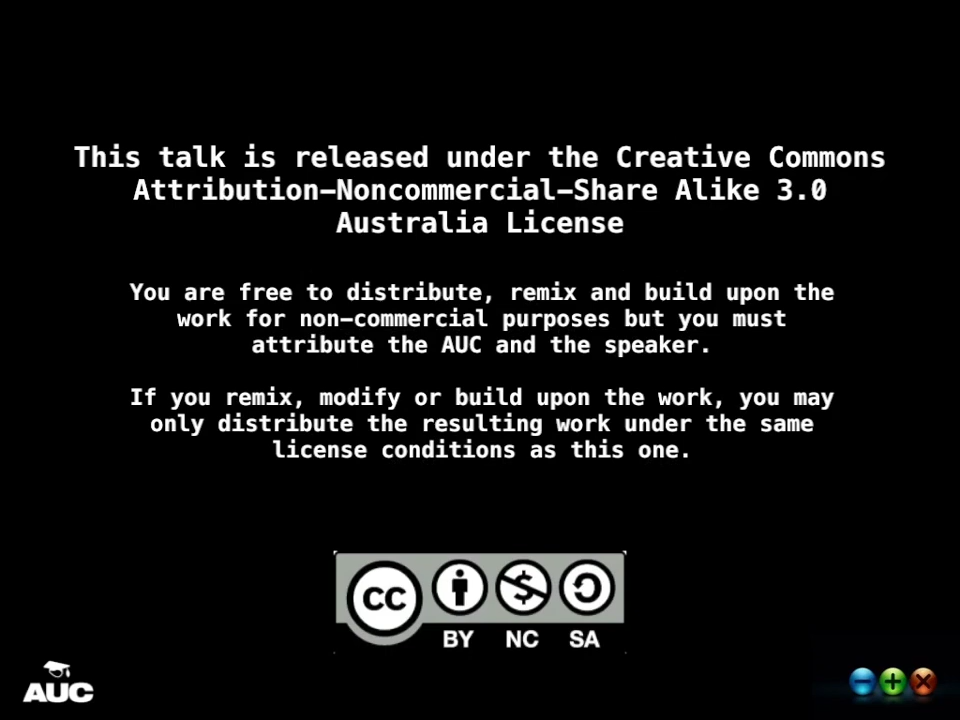 This talk is released under the Creative Commons
Attribution-Noncommercial-Share Alike 3.0
Australia License
You are free to distribute, remix and build upon the
work for non-commercial purposes but you must
attribute the AUC and the speaker.
If you remix, modify or build upon the work, you may
only distribute the resulting work under the same
license conditions as this one.
CC
BY NC SA
AUC